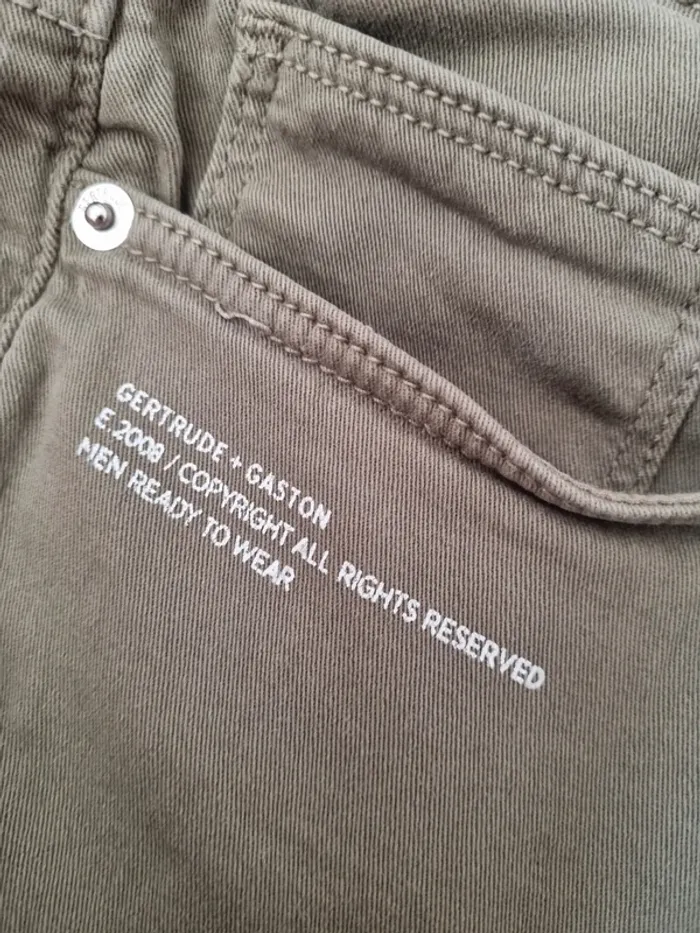 GERTRUDE + GASTON
E.2008 / COPYRIGHT ALL RIGHTS RESERVED
MEN READY TO WEAR